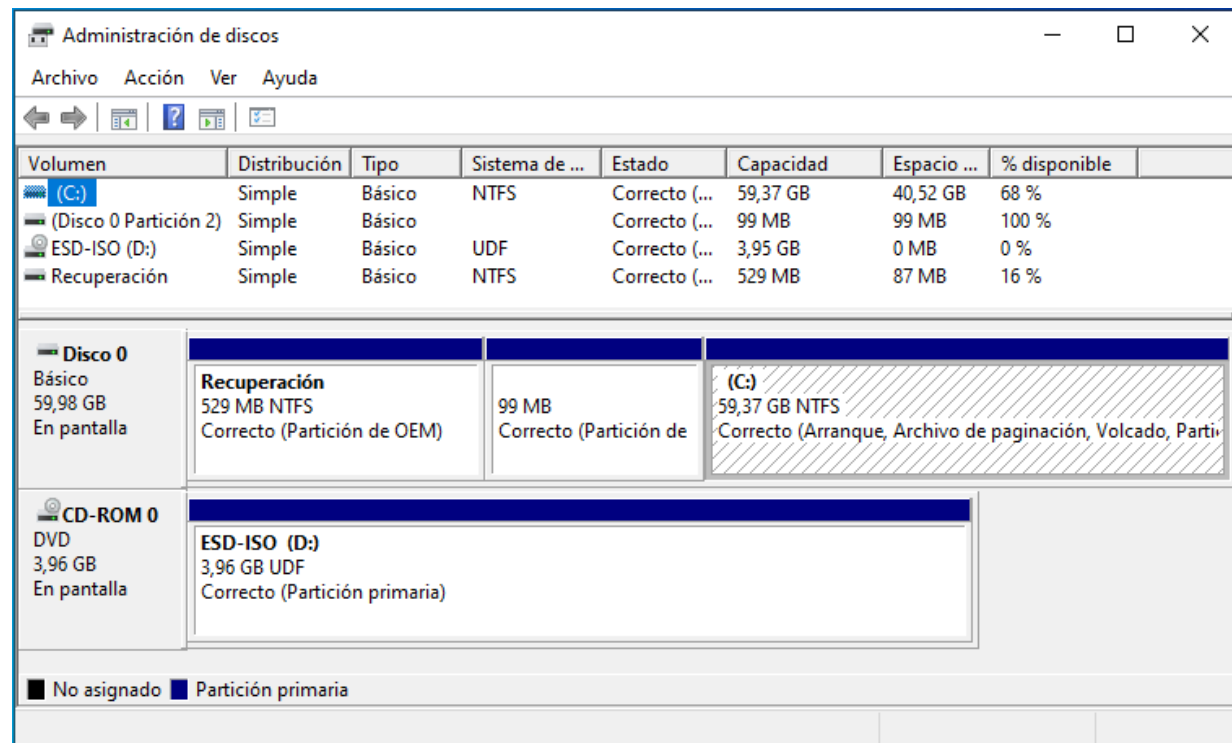 Administración de discos
Archivo Acción Ver Ayuda
Volumen Distribución Tipo Sistema de ... Estado Capacidad Espacio ... % disponible
(C:) Simple Básico NTFS Correcto (... 59,37 GB 40,52 GB 68 %
(Disco 0 Partición 2) Simple Básico Correcto (... 99 MB 99 MB 100 %
ESD-ISO (D:) Simple Básico UDF Correcto (... 3,95 GB 0 MB 0 %
Recuperación Simple Básico NTFS Correcto (... 529 MB 87 MB 16 %
Disco 0
Básico
59,98 GB
En pantalla
Recuperación
529 MB NTFS
Correcto (Partición de OEM)
99 MB
Correcto (Partición de
(C:)
59,37 GB NTFS
Correcto (Arranque, Archivo de paginación, Volcado, Parti
CD-ROM 0
DVD
3,96 GB
En pantalla
ESD-ISO (D:)
3,96 GB UDF
Correcto (Partición primaria)
No asignado Partición primaria